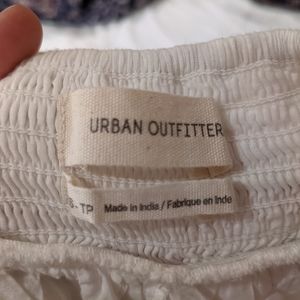 URBAN OUTFITTER
S-TP Made in India / Fabriqué en Inde